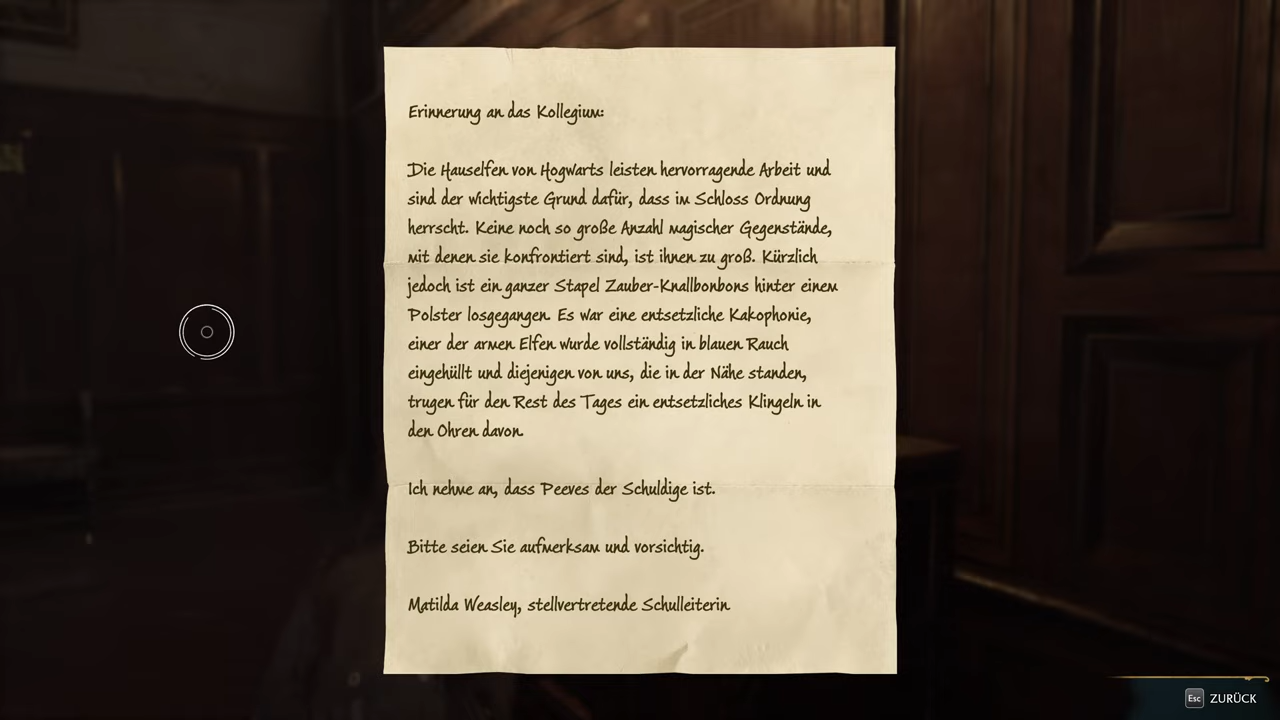 Erinnerung an das Kollegium:
Die Hauselfen von Hogwarts leisten hervorragende Arbeit und
sind der wichtigste Grund dafür, dass im Schloss Ordnung
herrscht. Keine noch so große Anzahl magischer Gegenstände,
mit denen sie konfrontiert sind, ist ihnen zu groß. Kürzlich
jedoch ist ein ganzer Stapel Zauber-Knallbonbons hinter einem
Polster losgegangen. Es war eine entsetzliche Kakophonie,
einer der armen Elfen wurde vollständig in blauen Rauch
eingehüllt und diejenigen von uns, die in der Nähe standen,
trugen für den Rest des Tages ein entsetzliches Klingeln in
den Ohren davon.
Ich nehme an, dass Peeves der Schuldige ist.
Bitte seien Sie aufmerksam und vorsichtig.
Matilda Weasley, stellvertretende Schulleiterin
Esc ZURÜCK